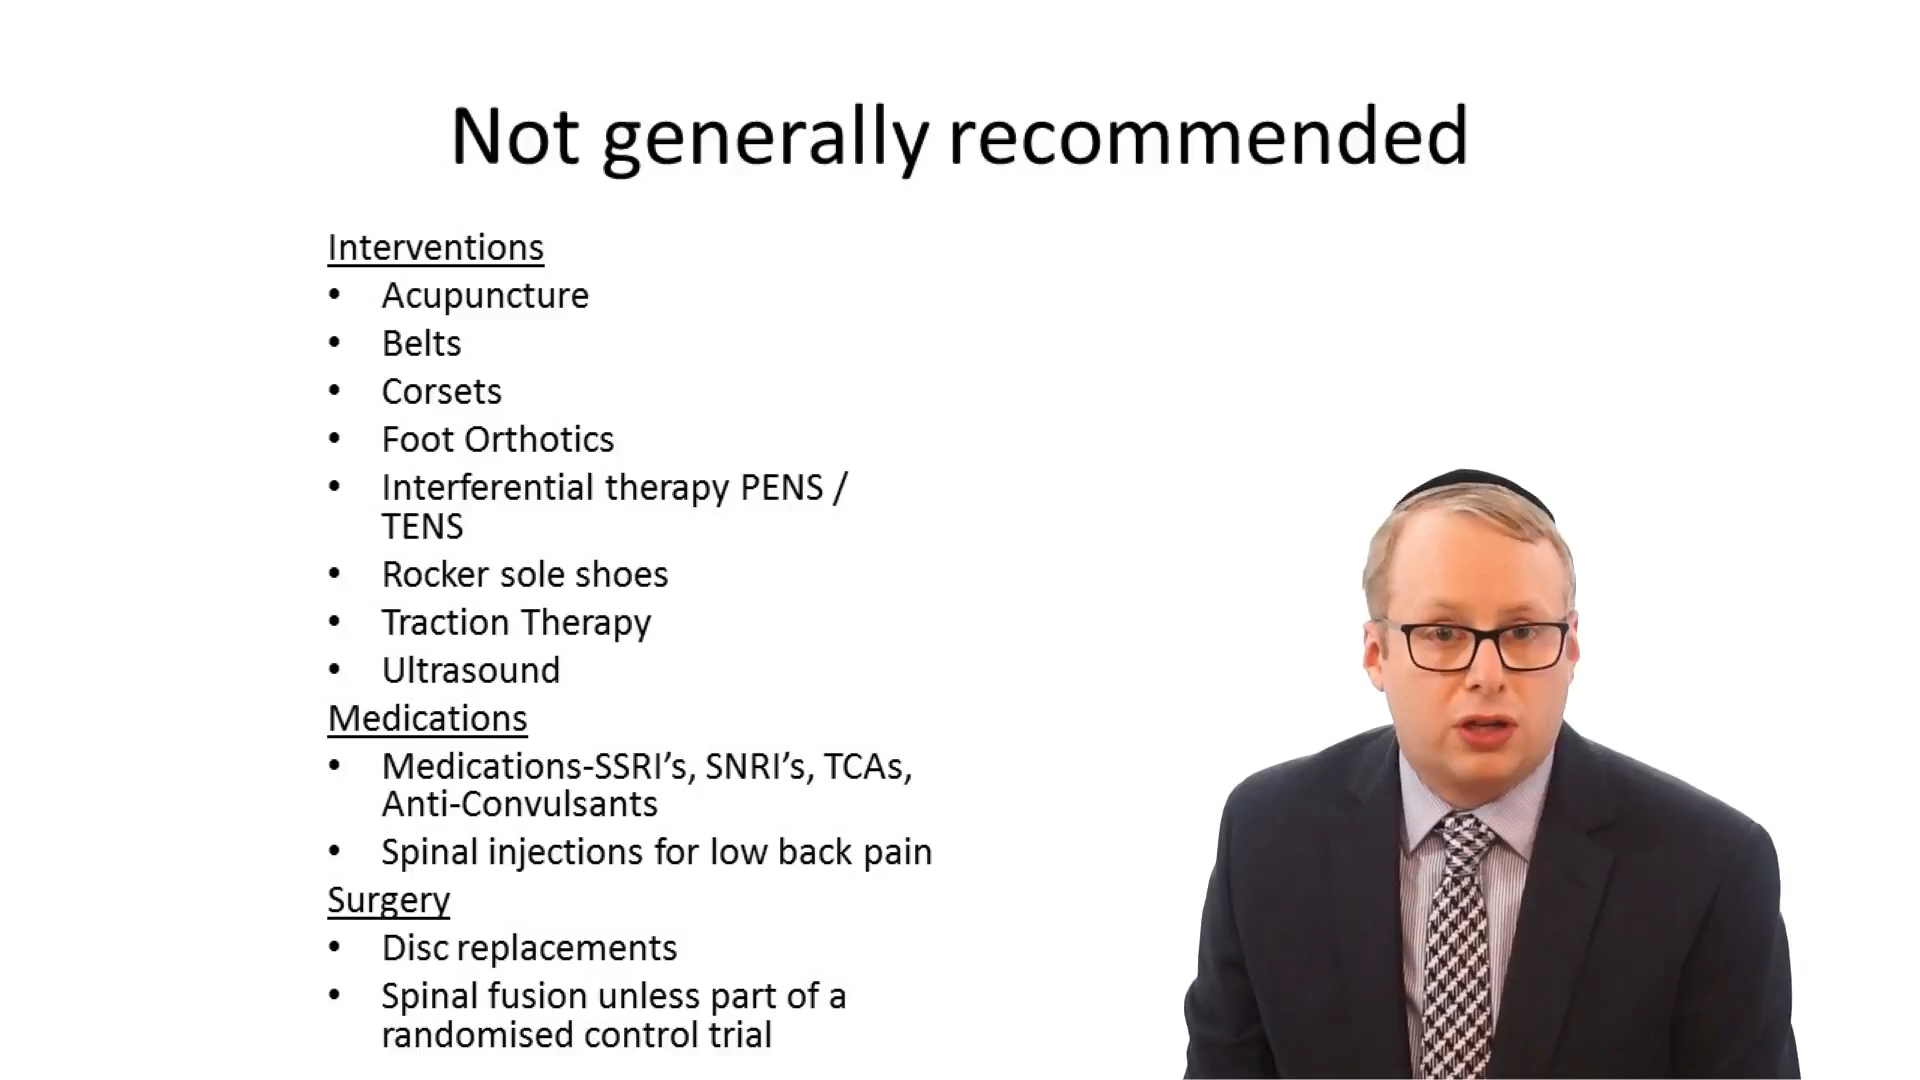 Not generally recommended
Interventions
• Acupuncture
• Belts
• Corsets
• Foot Orthotics
• Interferential therapy PENS /
TENS
• Rocker sole shoes
• Traction Therapy
• Ultrasound
Medications
• Medications-SSRI’s, SNRI’s, TCAs,
Anti-Convulsants
• Spinal injections for low back pain
Surgery
• Disc replacements
• Spinal fusion unless part of a
randomised control trial